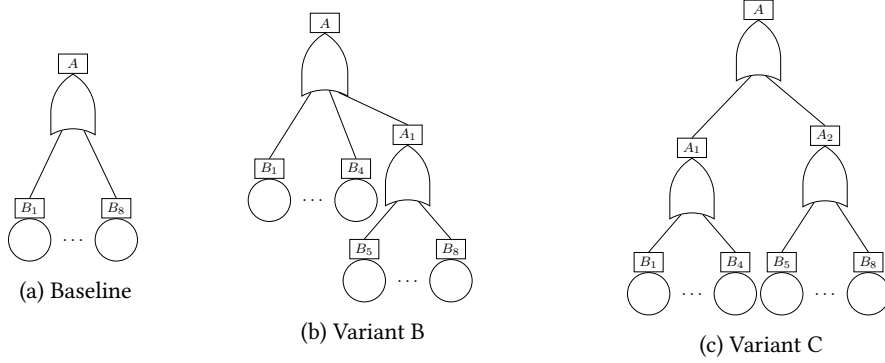 A
B1
...
B8
(a) Baseline
A
B1
...
B4
A1
B5
...
B8
(b) Variant B
A
A1
A2
B1
...
B4
B5
...
B8
(c) Variant C